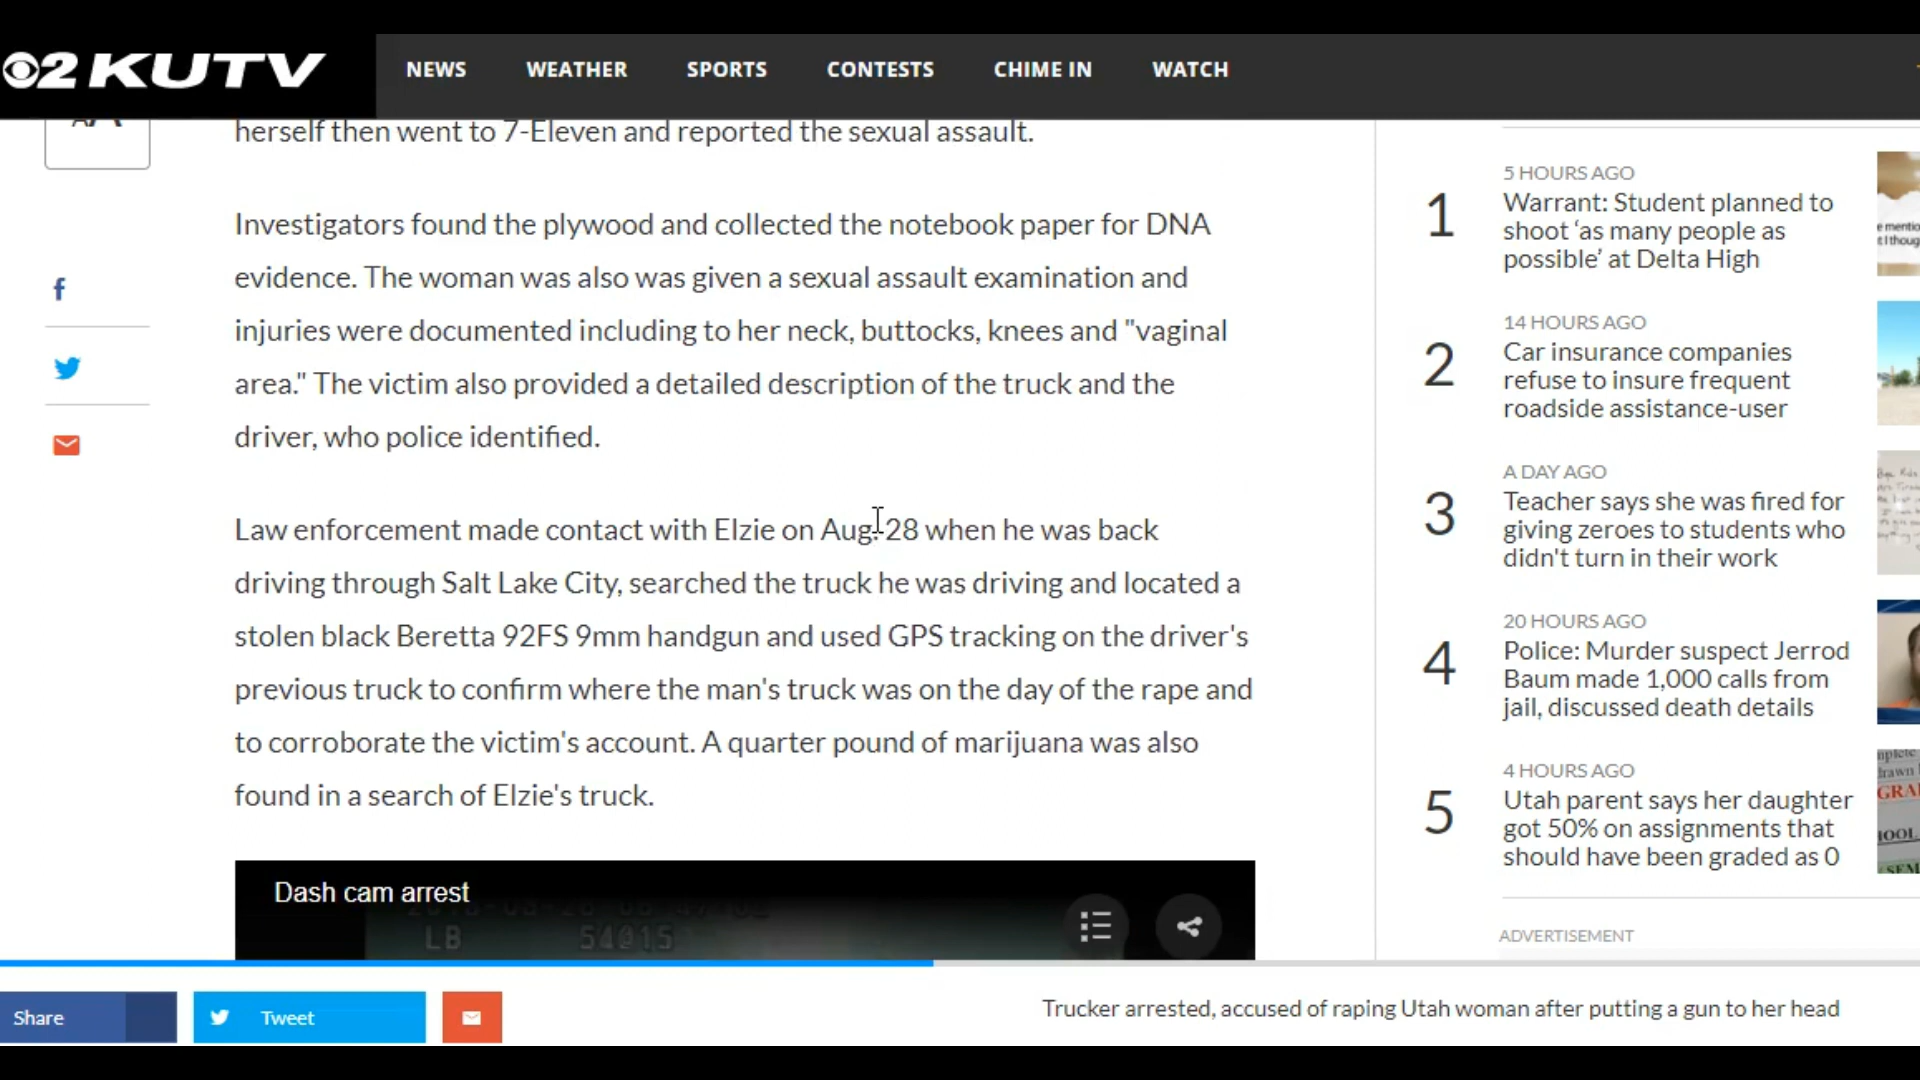 2 KUTV
NEWS WEATHER SPORTS CONTESTS CHIME IN WATCH
herself then went to 7-Eleven and reported the sexual assault.
Investigators found the plywood and collected the notebook paper for DNA
evidence. The woman was also was given a sexual assault examination and
injuries were documented including to her neck, buttocks, knees and "vaginal
area." The victim also provided a detailed description of the truck and the
driver, who police identified.
Law enforcement made contact with Elzie on Aug. 28 when he was back
driving through Salt Lake City, searched the truck he was driving and located a
stolen black Beretta 92FS 9mm handgun and used GPS tracking on the driver's
previous truck to confirm where the man's truck was on the day of the rape and
to corroborate the victim's account. A quarter pound of marijuana was also
found in a search of Elzie's truck.
Dash cam arrest
LB 54@15
5 HOURS AGO
1
Warrant: Student planned to
shoot ‘as many people as
possible’ at Delta High
14 HOURS AGO
2
Car insurance companies
refuse to insure frequent
roadside assistance-user
A DAY AGO
3
Teacher says she was fired for
giving zeroes to students who
didn't turn in their work
20 HOURS AGO
4
Police: Murder suspect Jerrod
Baum made 1,000 calls from
jail, discussed death details
4 HOURS AGO
5
Utah parent says her daughter
got 50% on assignments that
should have been graded as 0
ADVERTISEMENT
Share
Tweet
Trucker arrested, accused of raping Utah woman after putting a gun to her head